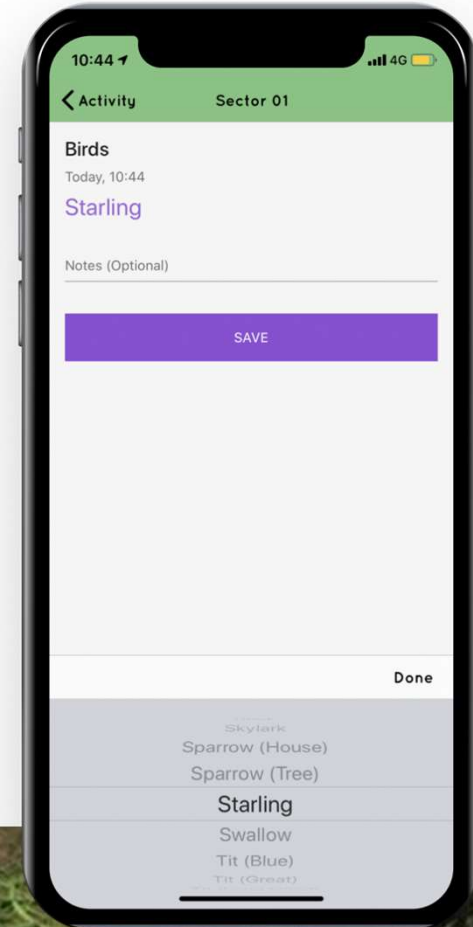 10:44 4G
Activity Sector 01
Birds
Today, 10:44
Starling
Notes (Optional)
SAVE
Done
Skylark
Sparrow (House)
Sparrow (Tree)
Starling
Swallow
Tit (Blue)
Tit (Great)